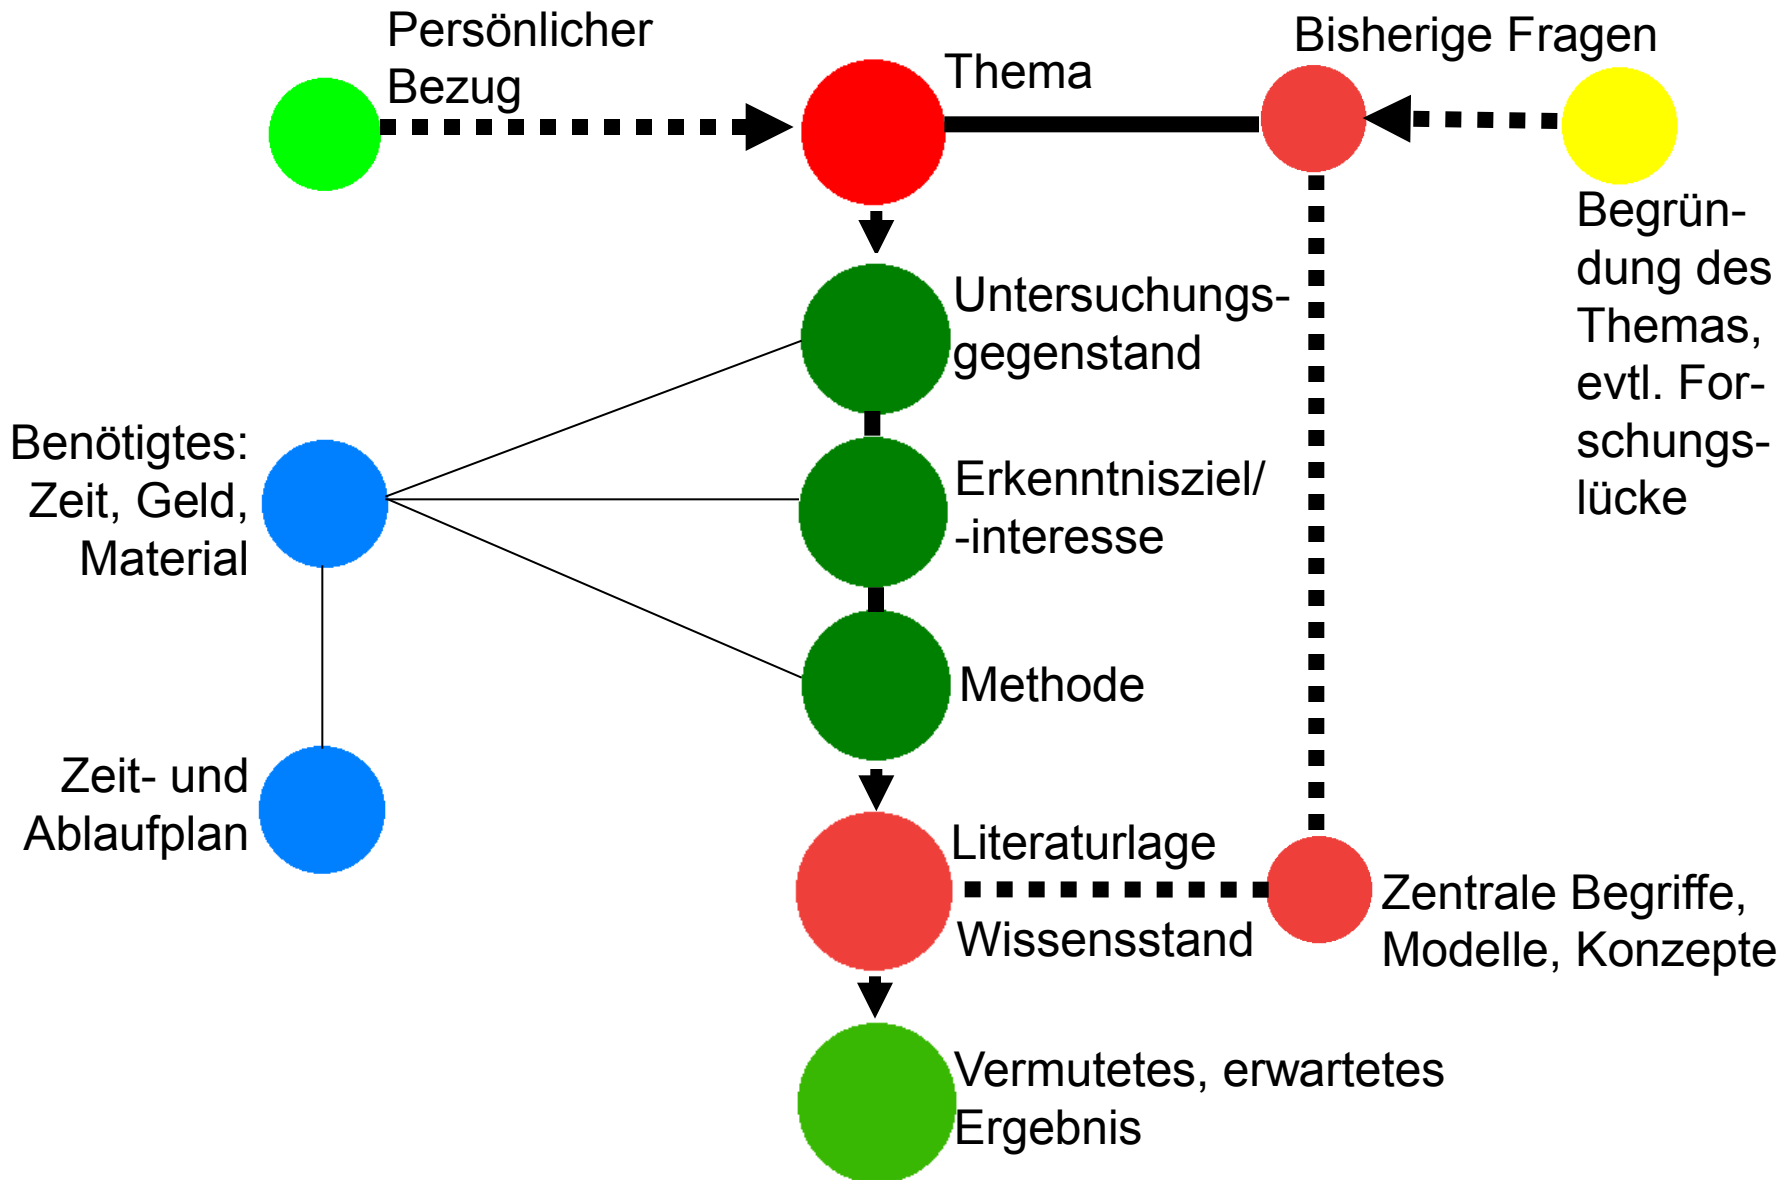 Persönlicher
Bezug
Thema
Bisherige Fragen
Begrün-
dung des
Themas,
evtl. For-
schungs-
lücke
Untersuchungs-
gegenstand
Benötigtes:
Zeit, Geld,
Material
Erkenntnisziel/
-interesse
Methode
Zeit- und
Ablaufplan
Literaturlage
Wissensstand
Zentrale Begriffe,
Modelle, Konzepte
Vermutetes, erwartetes
Ergebnis